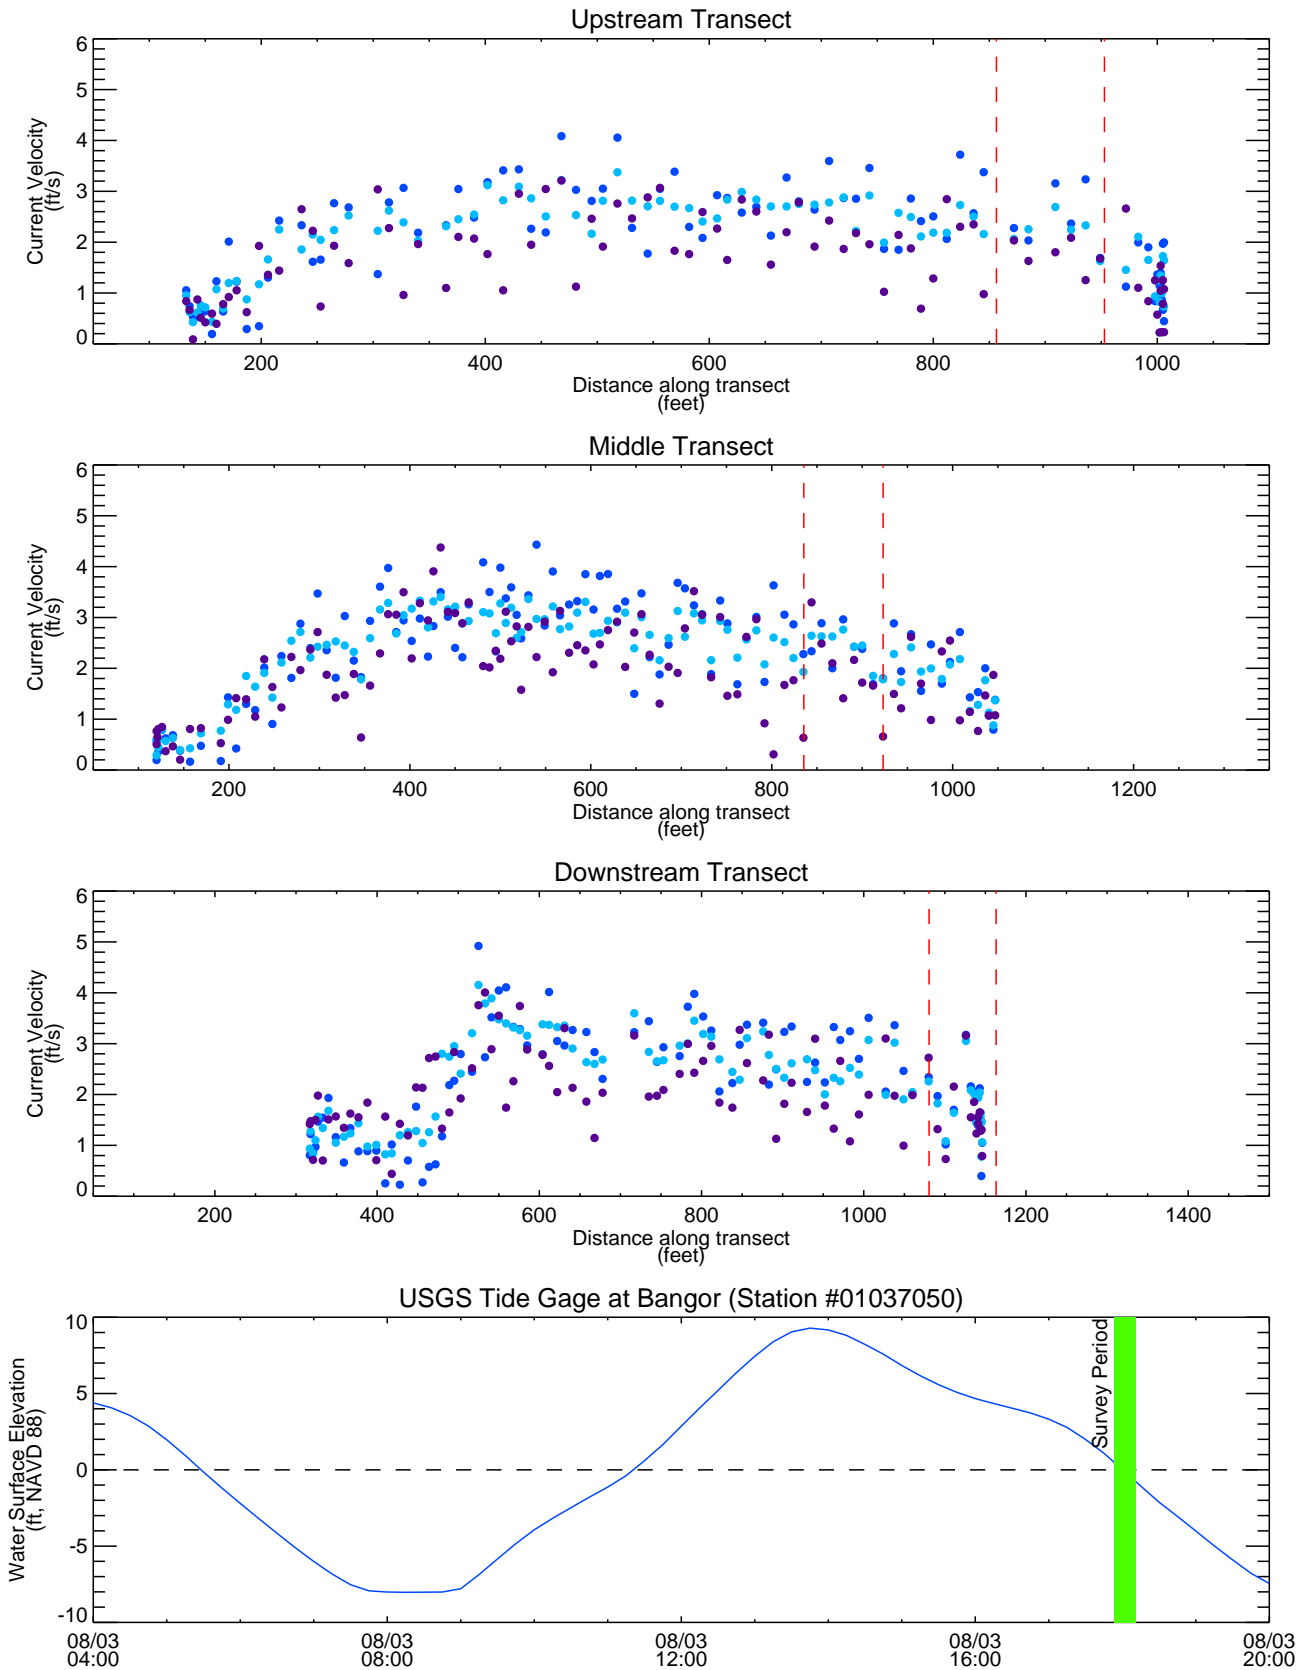 Upstream Transect
6
5
4
3
2
1
0
Current Velocity
(ft/s)
200
400
600
800
1000
Distance along transect
(feet)
Middle Transect
6
5
4
3
2
1
0
Current Velocity
(ft/s)
200
400
600
800
1000
1200
Distance along transect
(feet)
Downstream Transect
6
5
4
3
2
1
0
Current Velocity
(ft/s)
200
400
600
800
1000
1200
1400
Distance along transect
(feet)
USGS Tide Gage at Bangor (Station #01037050)
10
5
0
-5
-10
Water Surface Elevation
(ft, NAVD 88)
Survey Period
08/03
04:00
08/03
08:00
08/03
12:00
08/03
16:00
08/03
20:00